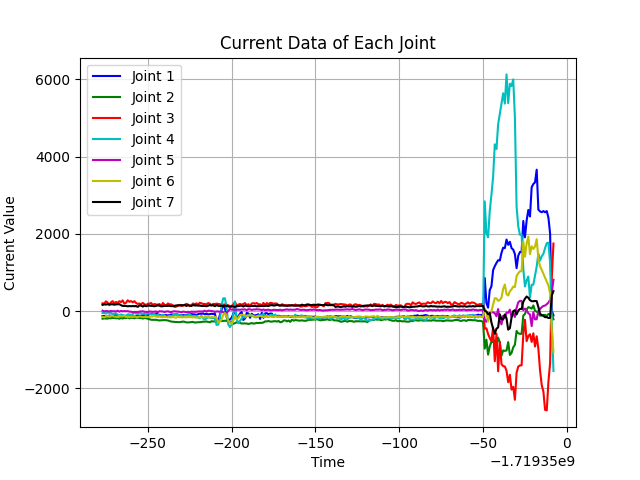 Current Data of Each Joint
Joint 1
Joint 2
Joint 3
Joint 4
Joint 5
Joint 6
Joint 7
6000
4000
2000
0
−2000
Current Value
−250
−200
−150
−100
−50
0
Time
−1.71935e9